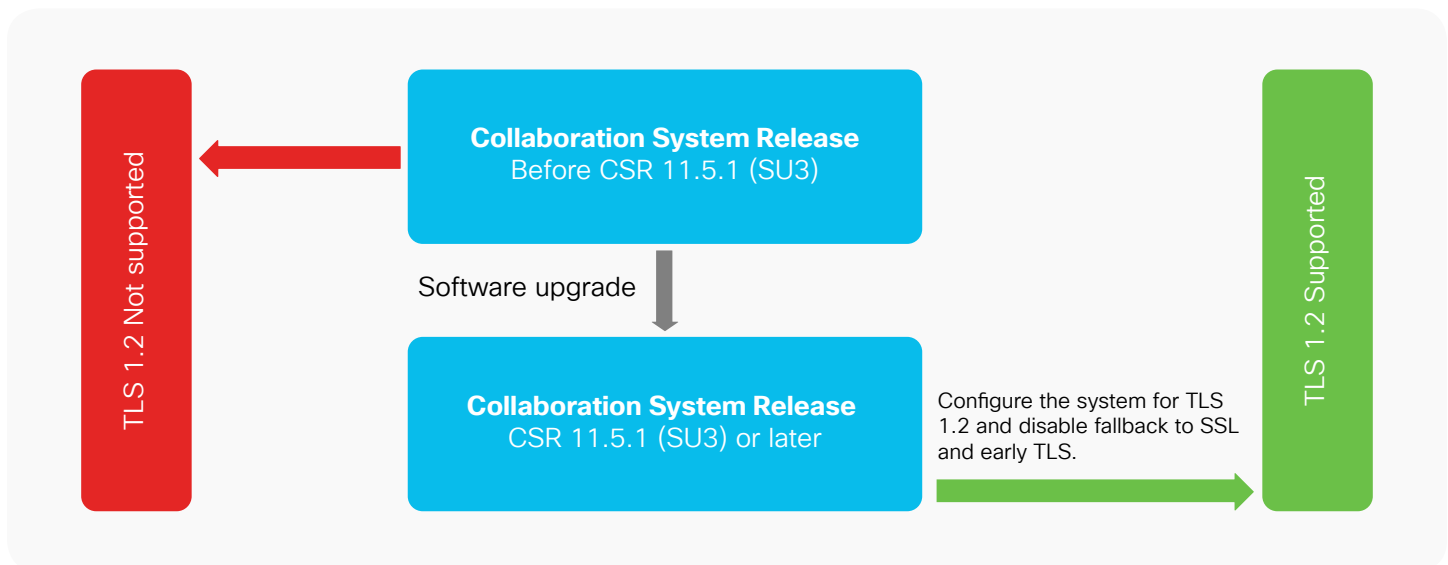 TLS 1.2 Not supported
Collaboration System Release
Before CSR 11.5.1 (SU3)
Software upgrade
Collaboration System Release
CSR 11.5.1 (SU3) or later
Configure the system for TLS
1.2 and disable fallback to SSL
and early TLS.
TLS 1.2 Supported